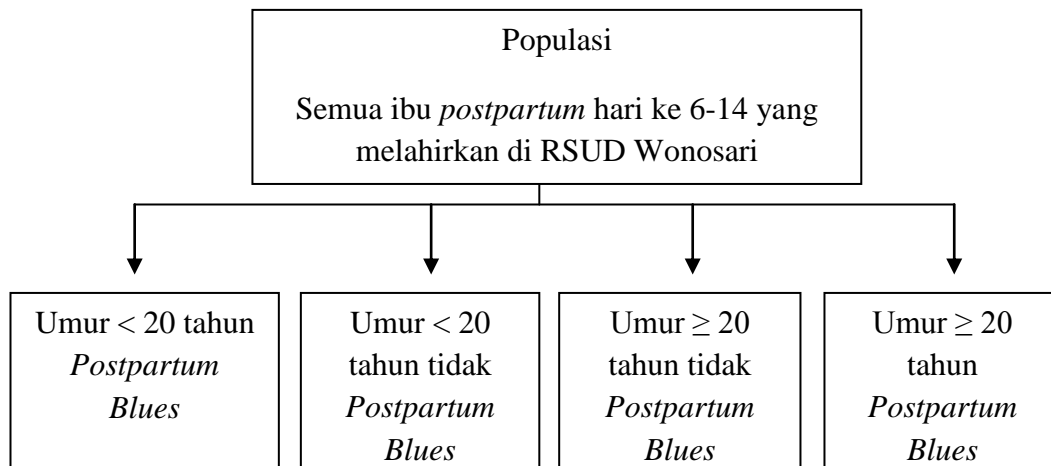 Populasi
Semua ibu postpartum hari ke 6-14 yang
melahirkan di RSUD Wonosari
Umur < 20 tahun
Postpartum
Blues
Umur < 20
tahun tidak
Postpartum
Blues
Umur ≥ 20
tahun tidak
Postpartum
Blues
Umur ≥ 20
tahun
Postpartum
Blues